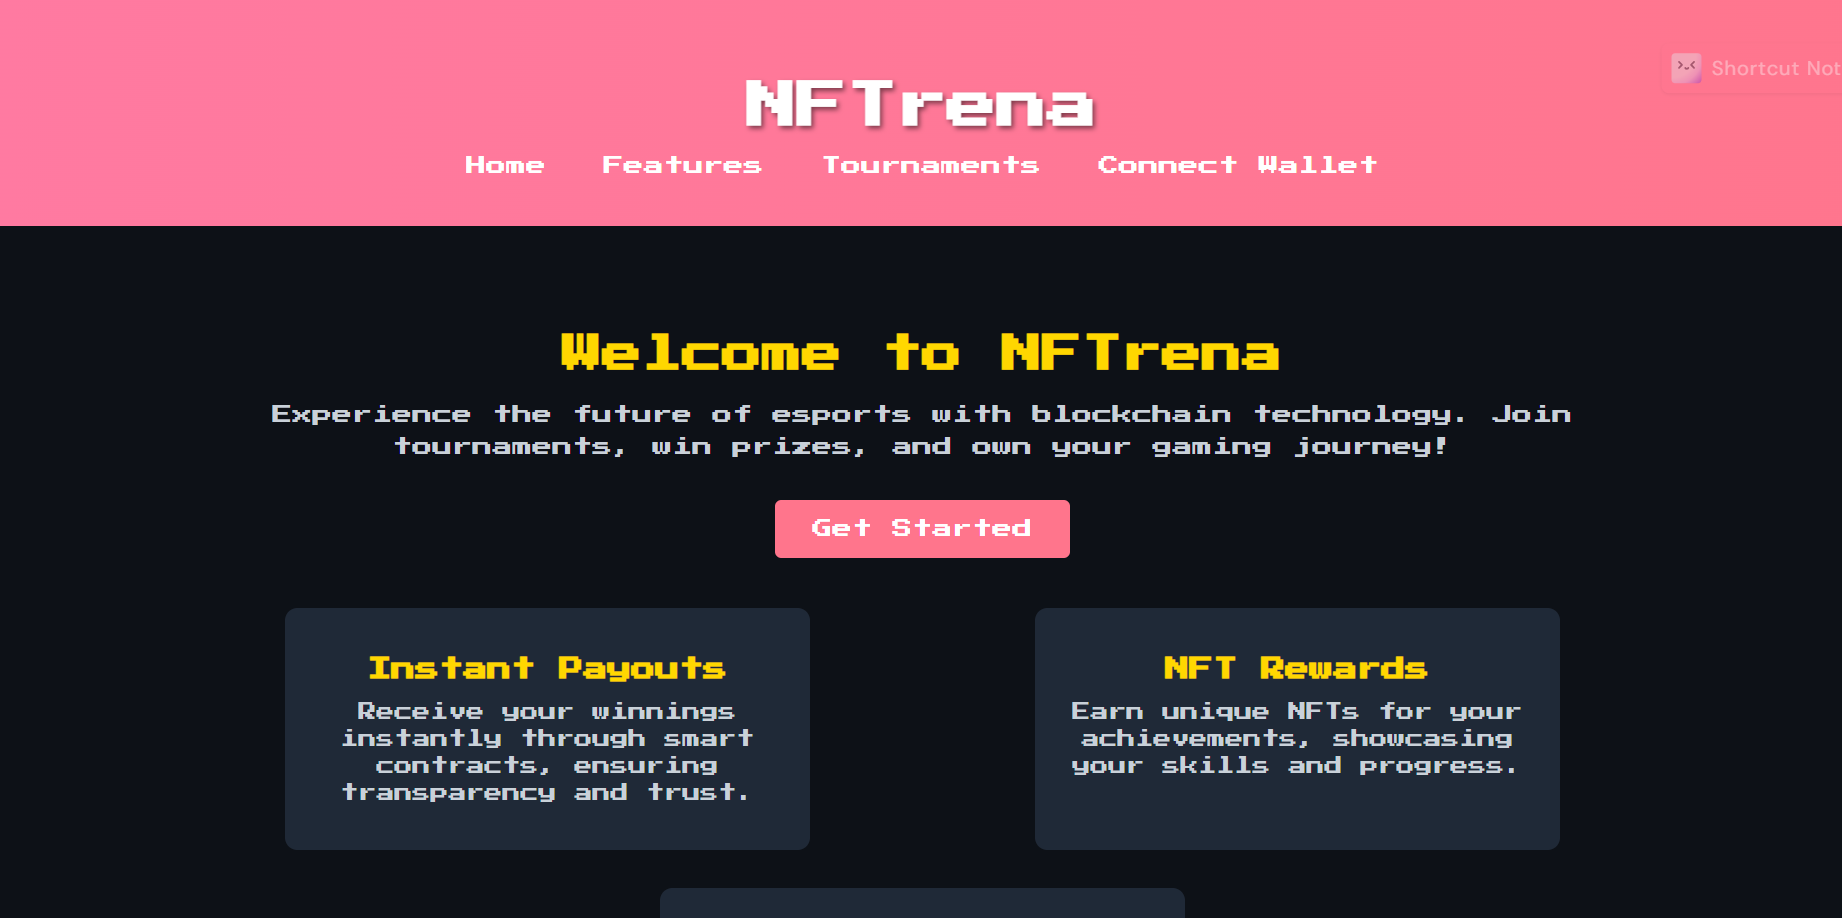 Shortcut Not
NFTrena
Home Features Tournaments Connect Wallet
Welcome to NFTrena
Experience the future of esports with blockchain technology. Join
tournaments, win prizes, and own your gaming journey!
Get Started
Instant Payouts
Receive your winnings
instantly through smart
contracts, ensuring
transparency and trust.
NFT Rewards
Earn unique NFTs for your
achievements, showcasing
your skills and progress.